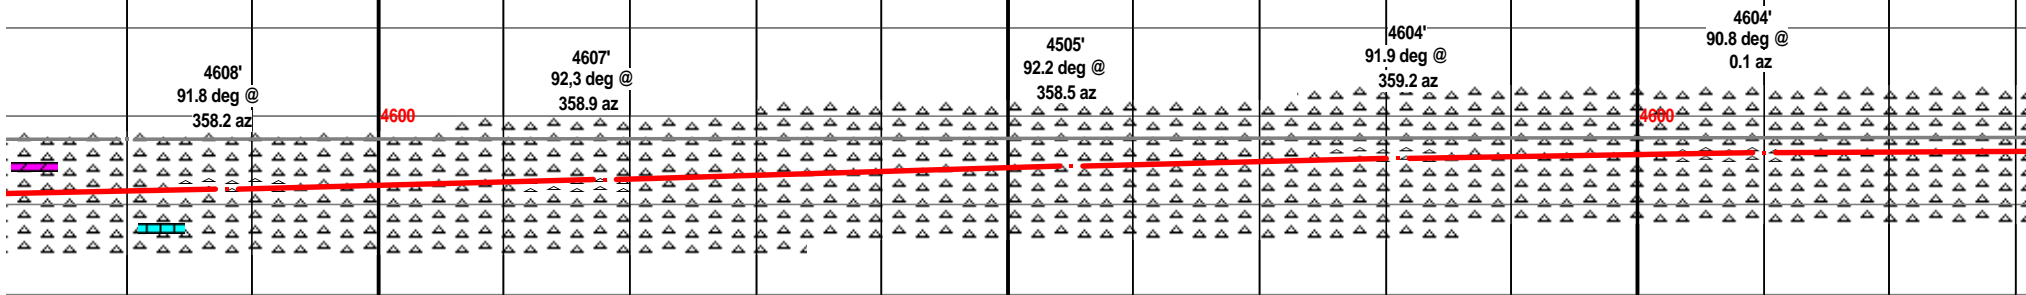 4608'
91.8 deg @
358.2 az
4600
4607'
92,3 deg @
358.9 az
4505'
92.2 deg @
358.5 az
4604'
91.9 deg @
359.2 az
4600
4604'
90.8 deg @
0.1 az